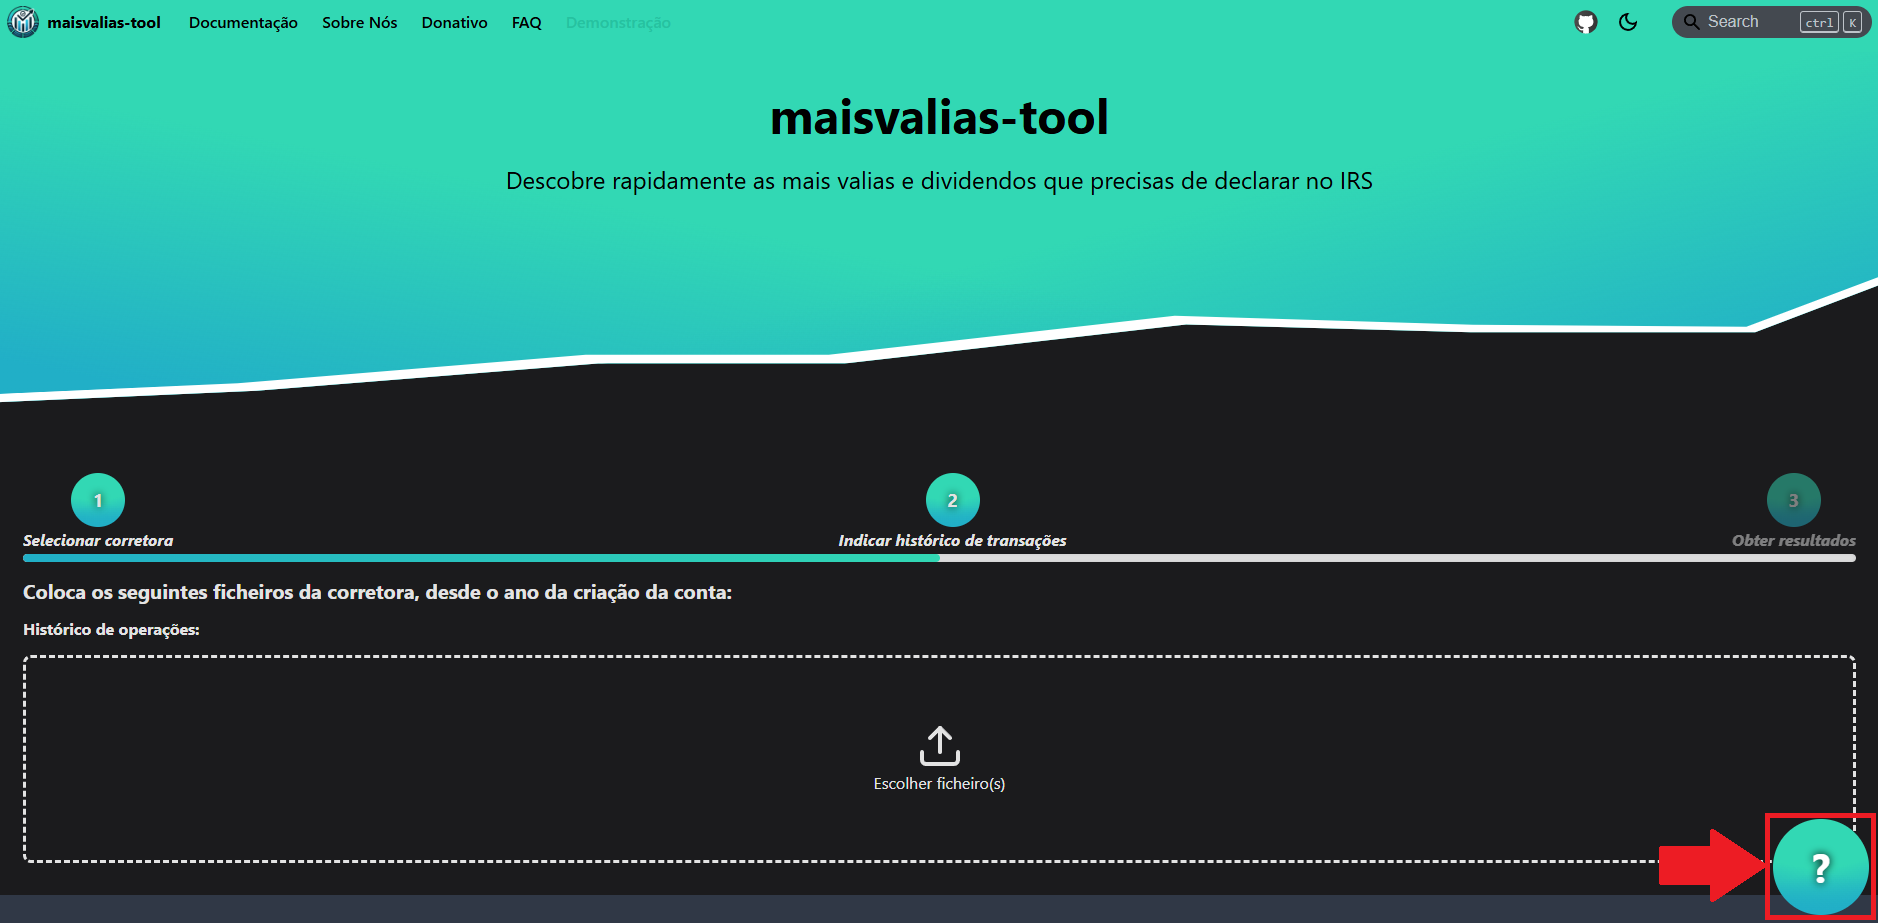 maisvalias-tool Documentação Sobre Nós Donativo FAQ Demonstração Search ctrl K
maisvalias-tool
Descobre rapidamente as mais valias e dividendos que precisas de declarar no IRS
1 2 3
Selecionar corretora Indicar histórico de transações Obter resultados
Coloca os seguintes ficheiros da corretora, desde o ano da criação da conta:
Histórico de operações:
Escolher ficheiro(s)
?